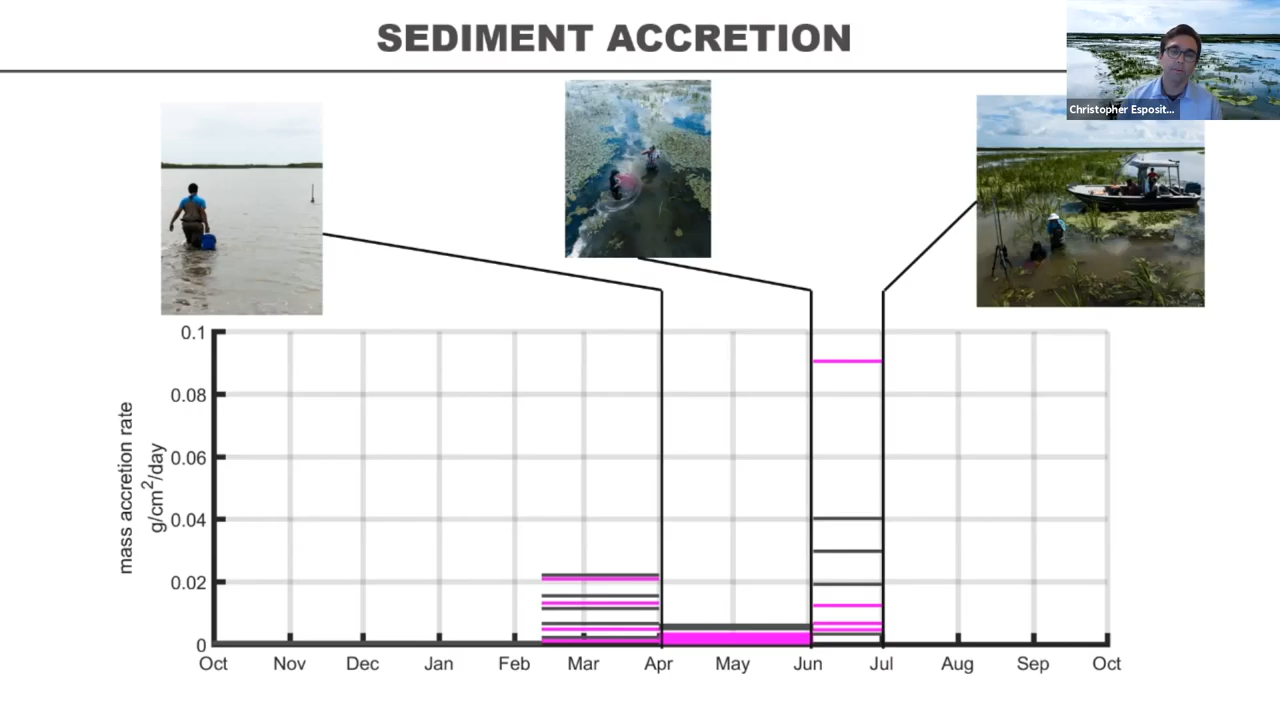 SEDIMENT ACCRETION
Christopher Esposit...
mass accretion rate
g/cm²/day
0.1
0.08
0.06
0.04
0.02
0
Oct Nov Dec Jan Feb Mar Apr May Jun Jul Aug Sep Oct